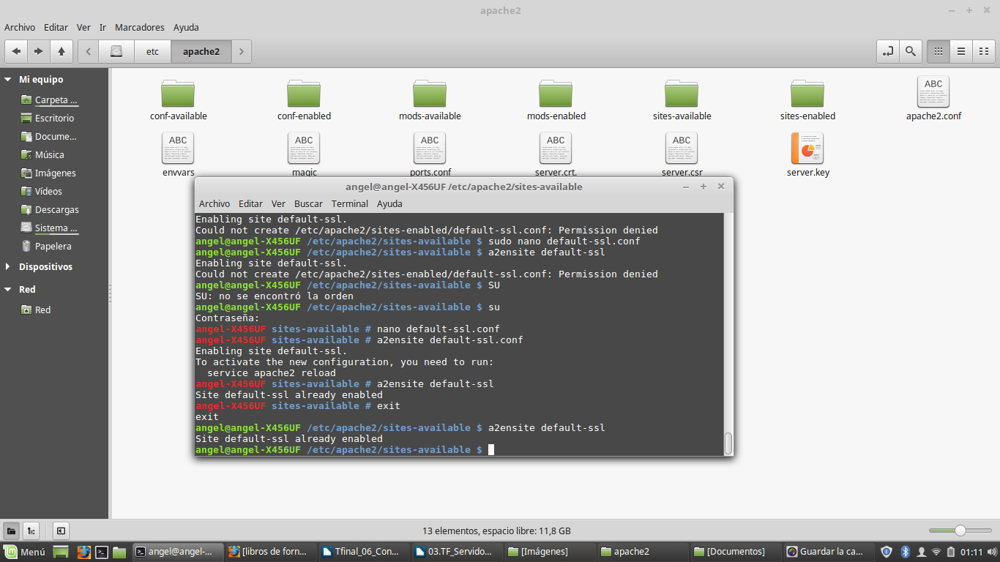 apache2
Archivo Editar Ver Ir Marcadores Ayuda
etc apache2
Mi equipo
Carpeta ...
Escritorio
Docume...
Música
Imágenes
Vídeos
Descargas
Sistema ...
Papelera
Dispositivos
Red
Red
conf-available conf-enabled mods-available mods-enabled sites-available sites-enabled apache2.conf
ABC
ABC ABC ABC ABC ABC
envvars magic ports.conf server.crt. server.csr server.key
angel@angel-X456UF /etc/apache2/sites-available
Archivo Editar Ver Buscar Terminal Ayuda
Enabling site default-ssl.
Could not create /etc/apache2/sites-enabled/default-ssl.conf: Permission denied
angel@angel-X456UF /etc/apache2/sites-available $ sudo nano default-ssl.conf
angel@angel-X456UF /etc/apache2/sites-available $ a2ensite default-ssl
Enabling site default-ssl.
Could not create /etc/apache2/sites-enabled/default-ssl.conf: Permission denied
angel@angel-X456UF /etc/apache2/sites-available $ SU
SU: no se encontró la orden
angel@angel-X456UF /etc/apache2/sites-available $ su
Contraseña:
angel-X456UF sites-available # nano default-ssl.conf
angel-X456UF sites-available # a2ensite default-ssl.conf
Enabling site default-ssl.
To activate the new configuration, you need to run:
  service apache2 reload
angel-X456UF sites-available # a2ensite default-ssl
Site default-ssl already enabled
angel-X456UF sites-available # exit
exit
angel@angel-X456UF /etc/apache2/sites-available $ a2ensite default-ssl
Site default-ssl already enabled
angel@angel-X456UF /etc/apache2/sites-available $
13 elementos, espacio libre: 11,8 GB
Menú angel@angel-... [libros de forn... Tfinal_06_Con... 03.TF_Servido... [Imágenes] apache2 [Documentos] Guardar la ca... 01:11